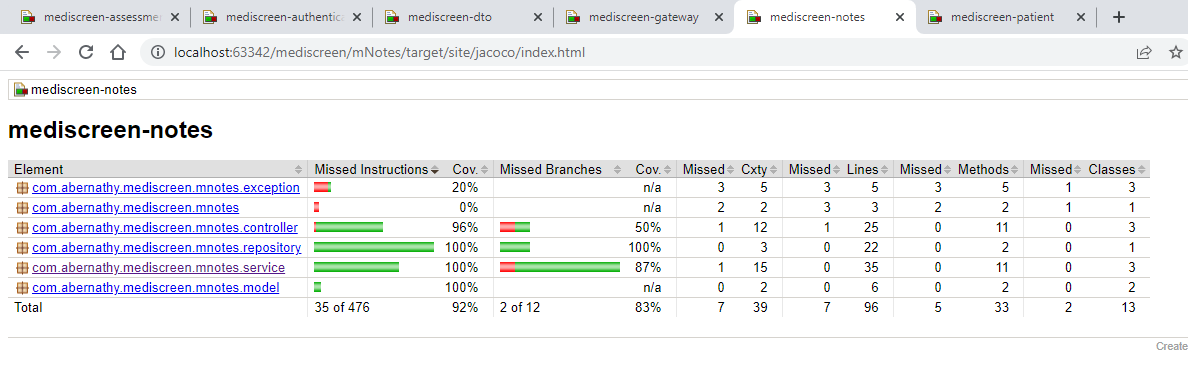 mediscreen-assessme
mediscreen-authentica
mediscreen-dto
mediscreen-gateway
mediscreen-notes
mediscreen-patient
localhost:63342/mediscreen/mNotes/target/site/jacoco/index.html
mediscreen-notes
mediscreen-notes
Element Missed Instructions Cov. Missed Branches Cov. Missed Cxty Missed Lines Missed Methods Missed Classes
com.abernathy.mediscreen.mnotes.exception 20% n/a 3 5 3 5 3 5 1 3
com.abernathy.mediscreen.mnotes 0% n/a 2 2 3 3 2 2 1 1
com.abernathy.mediscreen.mnotes.controller 96% 50% 1 12 1 25 0 11 0 3
com.abernathy.mediscreen.mnotes.repository 100% 100% 0 3 0 22 0 2 0 1
com.abernathy.mediscreen.mnotes.service 100% 87% 1 15 0 35 0 11 0 3
com.abernathy.mediscreen.mnotes.model 100% n/a 0 2 0 6 0 2 0 2
Total 35 of 476 92% 2 of 12 83% 7 39 7 96 5 33 2 13
Create